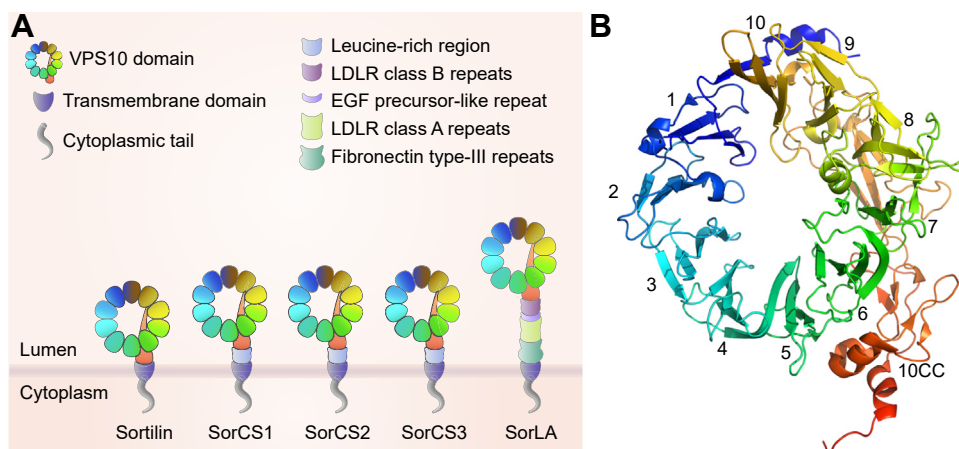 A
VPS10 domain
Transmembrane domain
Cytoplasmic tail
Leucine-rich region
LDLR class B repeats
EGF precursor-like repeat
LDLR class A repeats
Fibronectin type-III repeats
Lumen
Cytoplasm
Sortilin SorCS1 SorCS2 SorCS3 SorLA
B
10 9
1
8
2
7
3
6
4 5
10CC